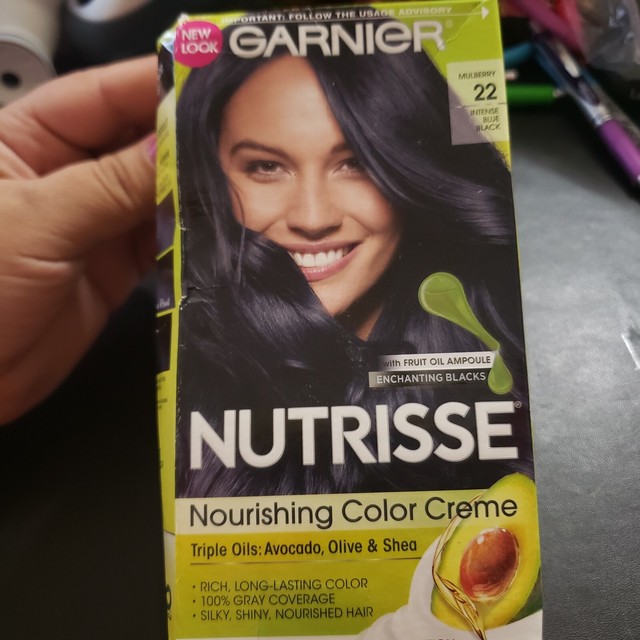 IMPORTANT: FOLLOW THE USAGE ADVISORY
NEW
LOOK
GARNIER
MULBERRY
22
INTENSE
BLUE
BLACK
with FRUIT OIL AMPOULE
ENCHANTING BLACKS
NUTRISSE®
Nourishing Color Creme
Triple Oils: Avocado, Olive & Shea
• RICH, LONG-LASTING COLOR
• 100% GRAY COVERAGE
• SILKY, SHINY, NOURISHED HAIR